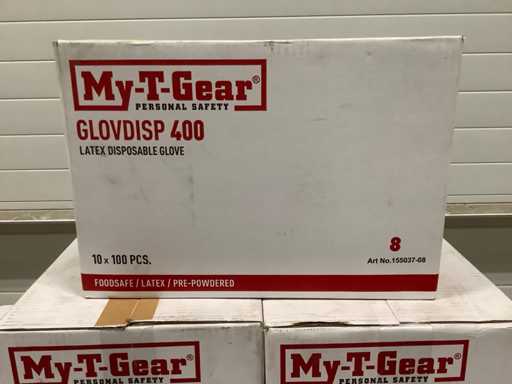 My-T-Gear®
PERSONAL SAFETY
GLOVDISP 400
LATEX DISPOSABLE GLOVE
10 x 100 PCS.
8
Art No.155037-08
FOODSAFE / LATEX / PRE-POWDERED
My-T-Gear®
PERSONAL SAFETY
My-T-Gear®
PERSONAL SAFETY